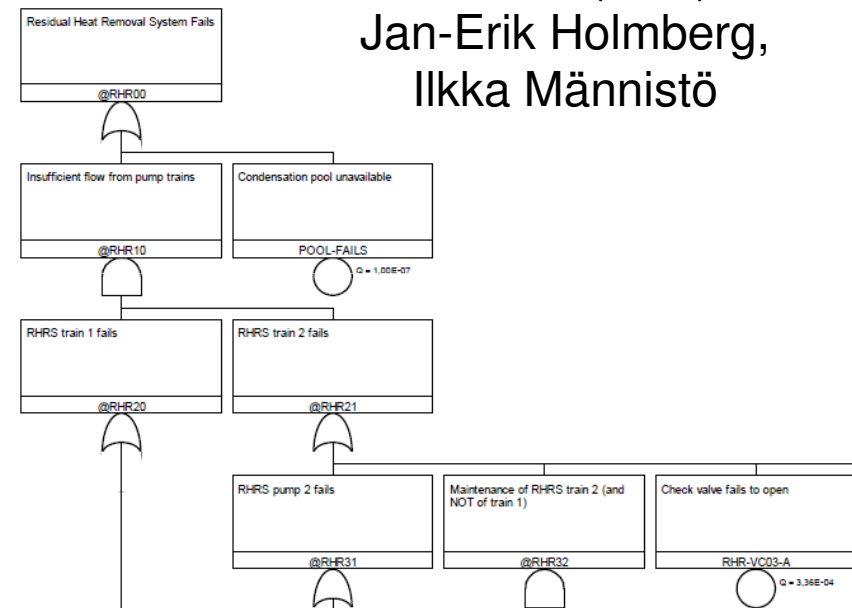 Jan-Erik Holmberg,
Ilkka Männistö
Residual Heat Removal System Fails
@RHR00
Insufficient flow from pump trains
@RHR10
Condensation pool unavailable
POOL-FAILS
Q = 1,00E-07
RHRS train 1 fails
@RHR20
RHRS train 2 fails
@RHR21
RHRS pump 2 fails
@RHR31
Maintenance of RHRS train 2 (and
NOT of train 1)
@RHR32
Check valve fails to open
RHR-VC03-A
Q = 3,36E-04